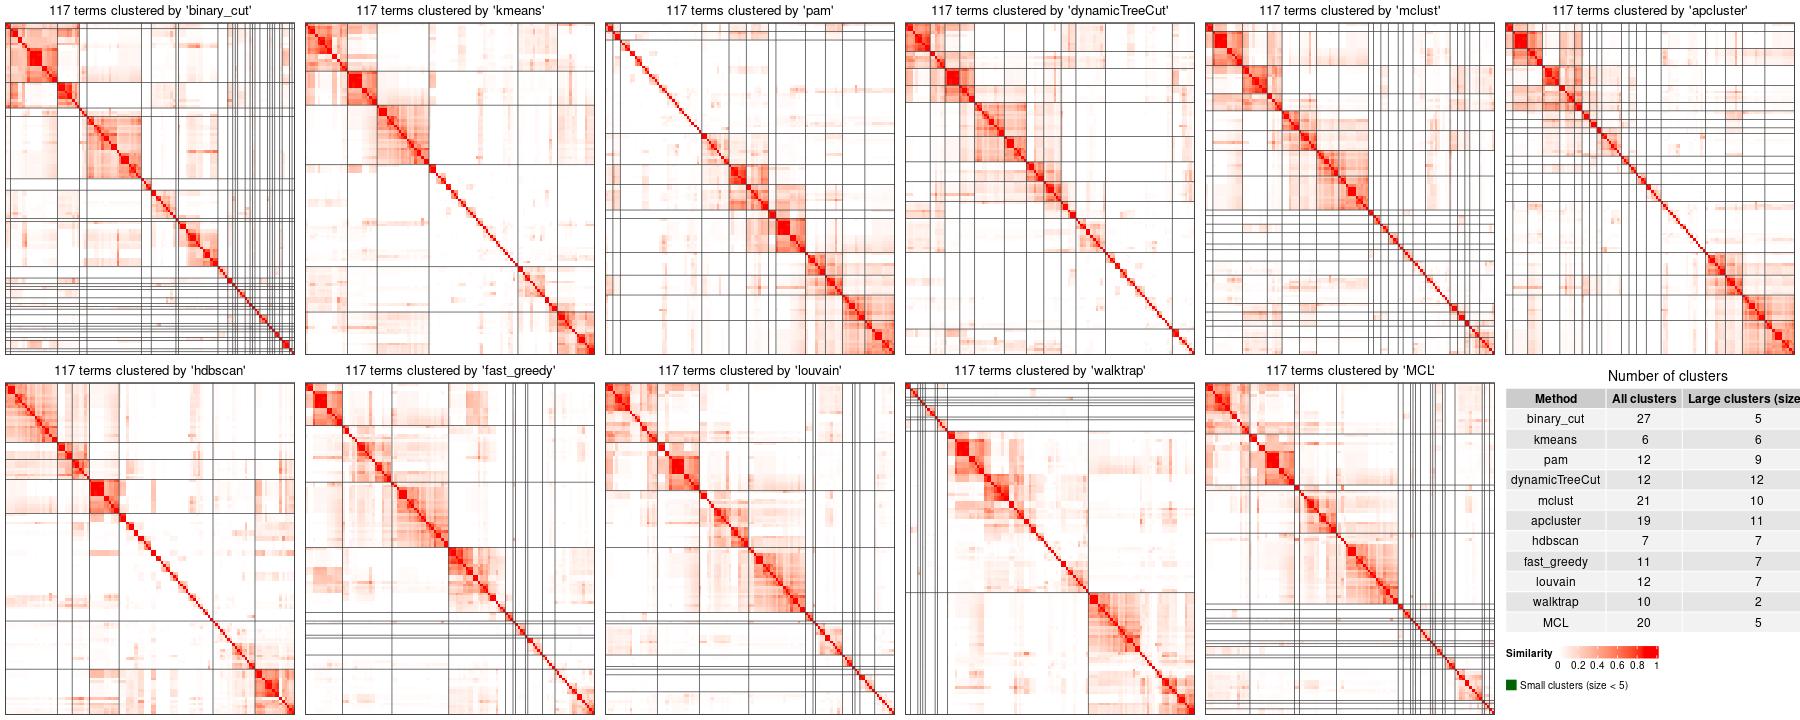 117 terms clustered by 'binary_cut'
117 terms clustered by 'kmeans'
117 terms clustered by 'pam'
117 terms clustered by 'dynamicTreeCut'
117 terms clustered by 'mclust'
117 terms clustered by 'apcluster'
117 terms clustered by 'hdbscan'
117 terms clustered by 'fast_greedy'
117 terms clustered by 'louvain'
117 terms clustered by 'walktrap'
117 terms clustered by 'MCL'
Number of clusters
Method All clusters Large clusters (size
binary_cut 27 5
kmeans 6 6
pam 12 9
dynamicTreeCut 12 12
mclust 21 10
apcluster 19 11
hdbscan 7 7
fast_greedy 11 7
louvain 12 7
walktrap 10 2
MCL 20 5
Similarity
0 0.2 0.4 0.6 0.8 1
Small clusters (size < 5)